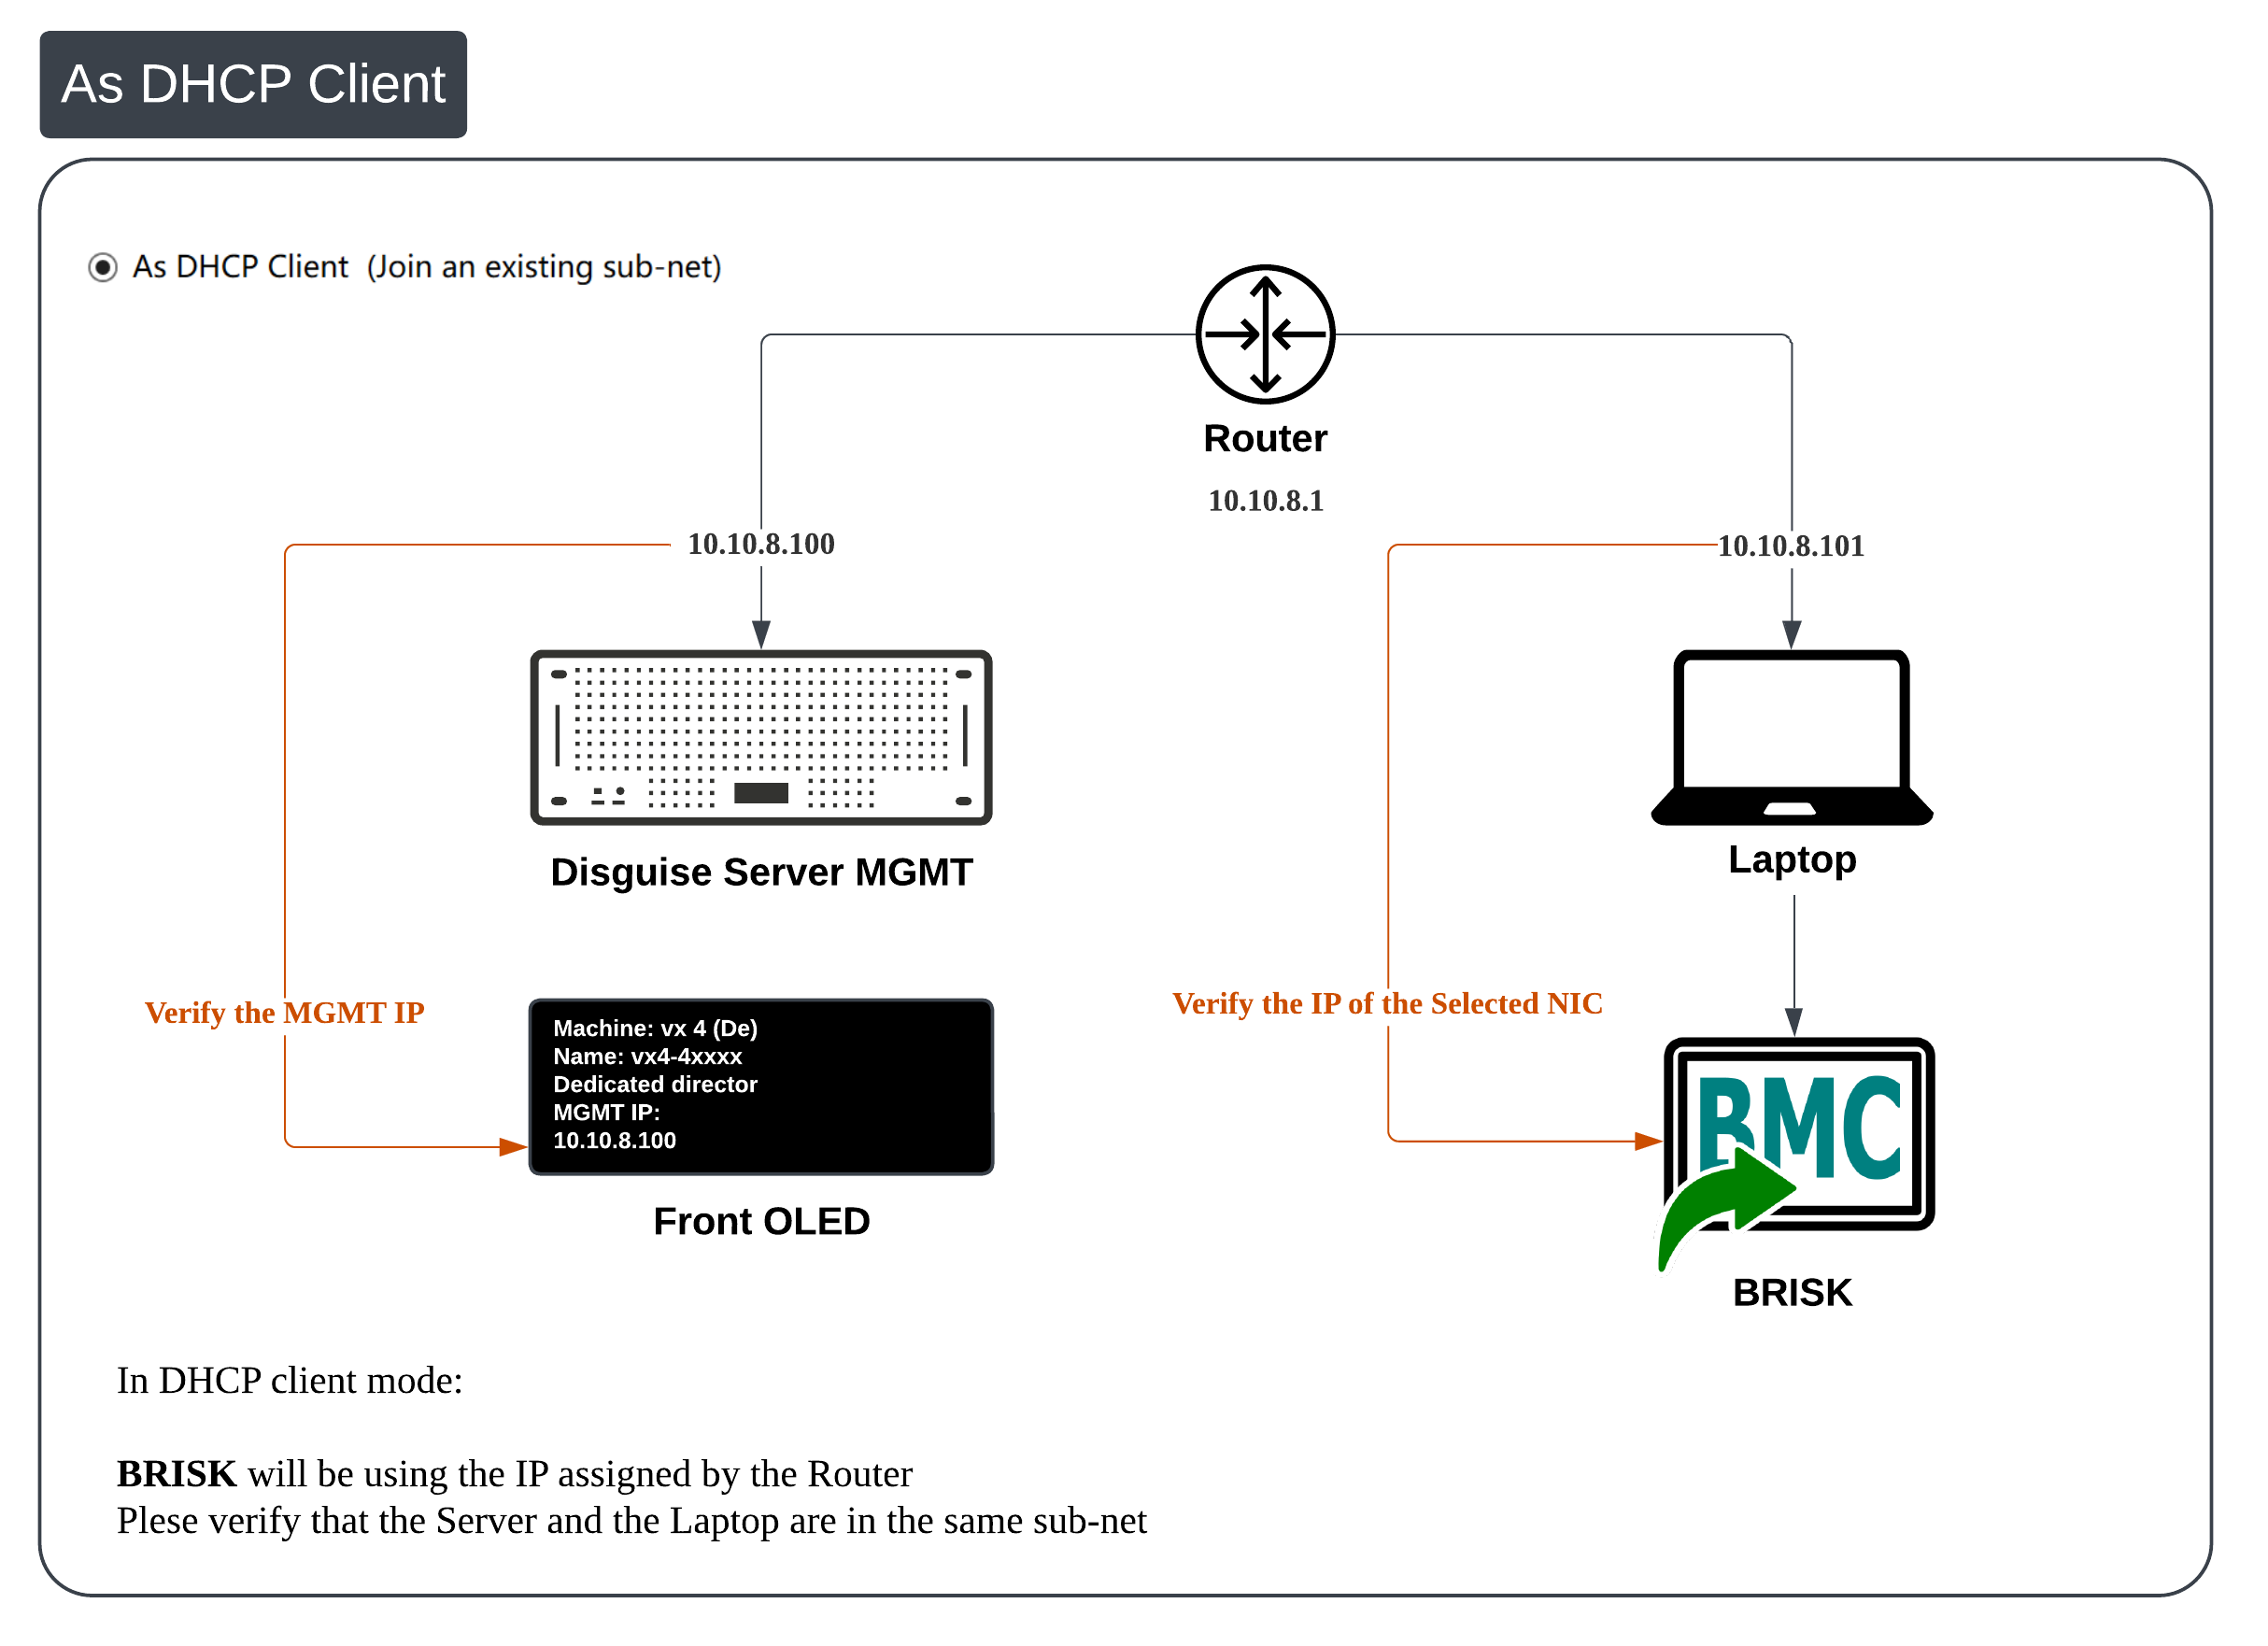 As DHCP Client
As DHCP Client (Join an existing sub-net)
Router
10.10.8.1
10.10.8.100
10.10.8.101
Disguise Server MGMT
Laptop
Verify the MGMT IP
Verify the IP of the Selected NIC
Machine: vx 4 (De)
Name: vx4-4xxxx
Dedicated director
MGMT IP:
10.10.8.100
Front OLED
BMC
BRISK
In DHCP client mode:
BRISK will be using the IP assigned by the Router
Plese verify that the Server and the Laptop are in the same sub-net